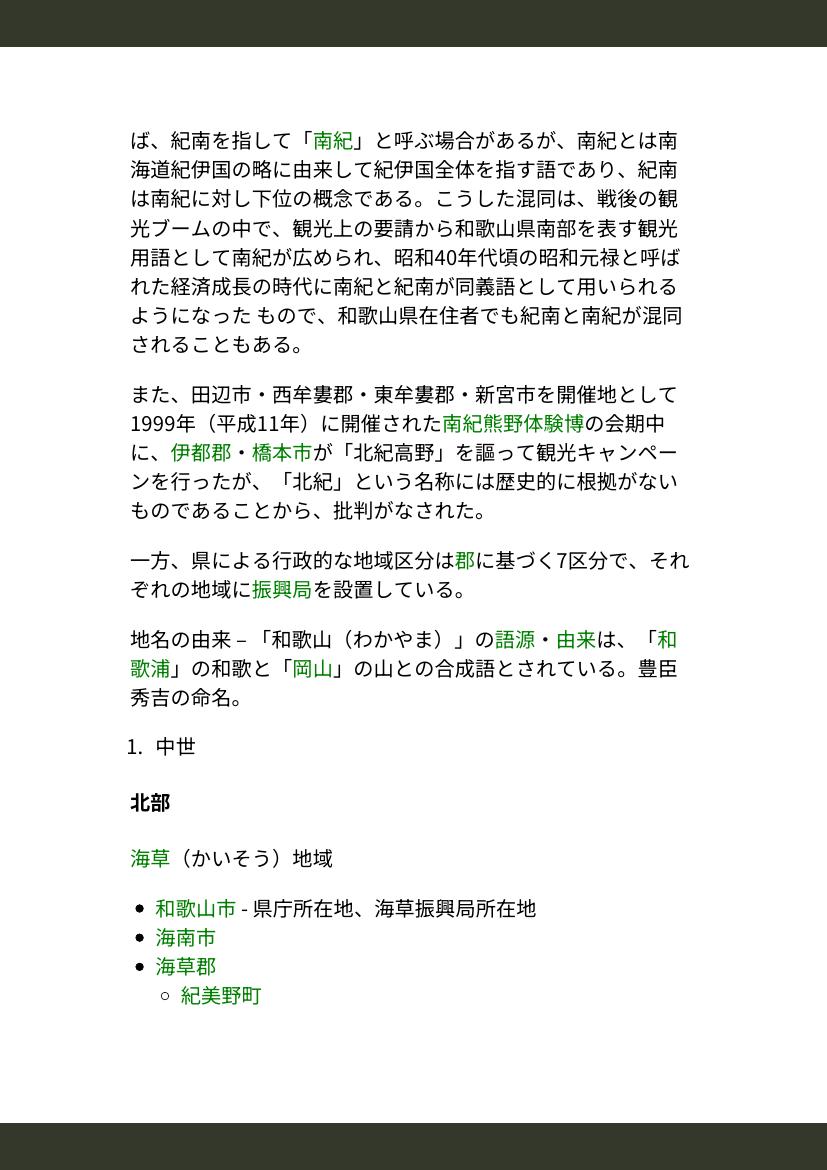 ば、紀南を指して「南紀」と呼ぶ場合があるが、南紀とは南
海道紀伊国の略に由来して紀伊国全体を指す語であり、紀南
は南紀に対し下位の概念である。こうした混同は、戦後の観
光ブームの中で、観光上の要請から和歌山県南部を表す観光
用語として南紀が広められ、昭和40年代頃の昭和元禄と呼ば
れた経済成長の時代に南紀と紀南が同義語として用いられる
ようになった もので、和歌山県在住者でも紀南と南紀が混同
されることもある。
また、田辺市・西牟婁郡・東牟婁郡・新宮市を開催地として
1999年（平成11年）に開催された南紀熊野体験博の会期中
に、伊都郡・橋本市が「北紀高野」を謳って観光キャンペー
ンを行ったが、「北紀」という名称には歴史的に根拠がない
ものであることから、批判がなされた。
一方、県による行政的な地域区分は郡に基づく7区分で、それ
ぞれの地域に振興局を設置している。
地名の由来 – 「和歌山（わかやま）」の語源・由来は、「和
歌浦」の和歌と「岡山」の山との合成語とされている。豊臣
秀吉の命名。
1. 中世
北部
海草（かいそう）地域
• 和歌山市 - 県庁所在地、海草振興局所在地
• 海南市
• 海草郡
○ 紀美野町